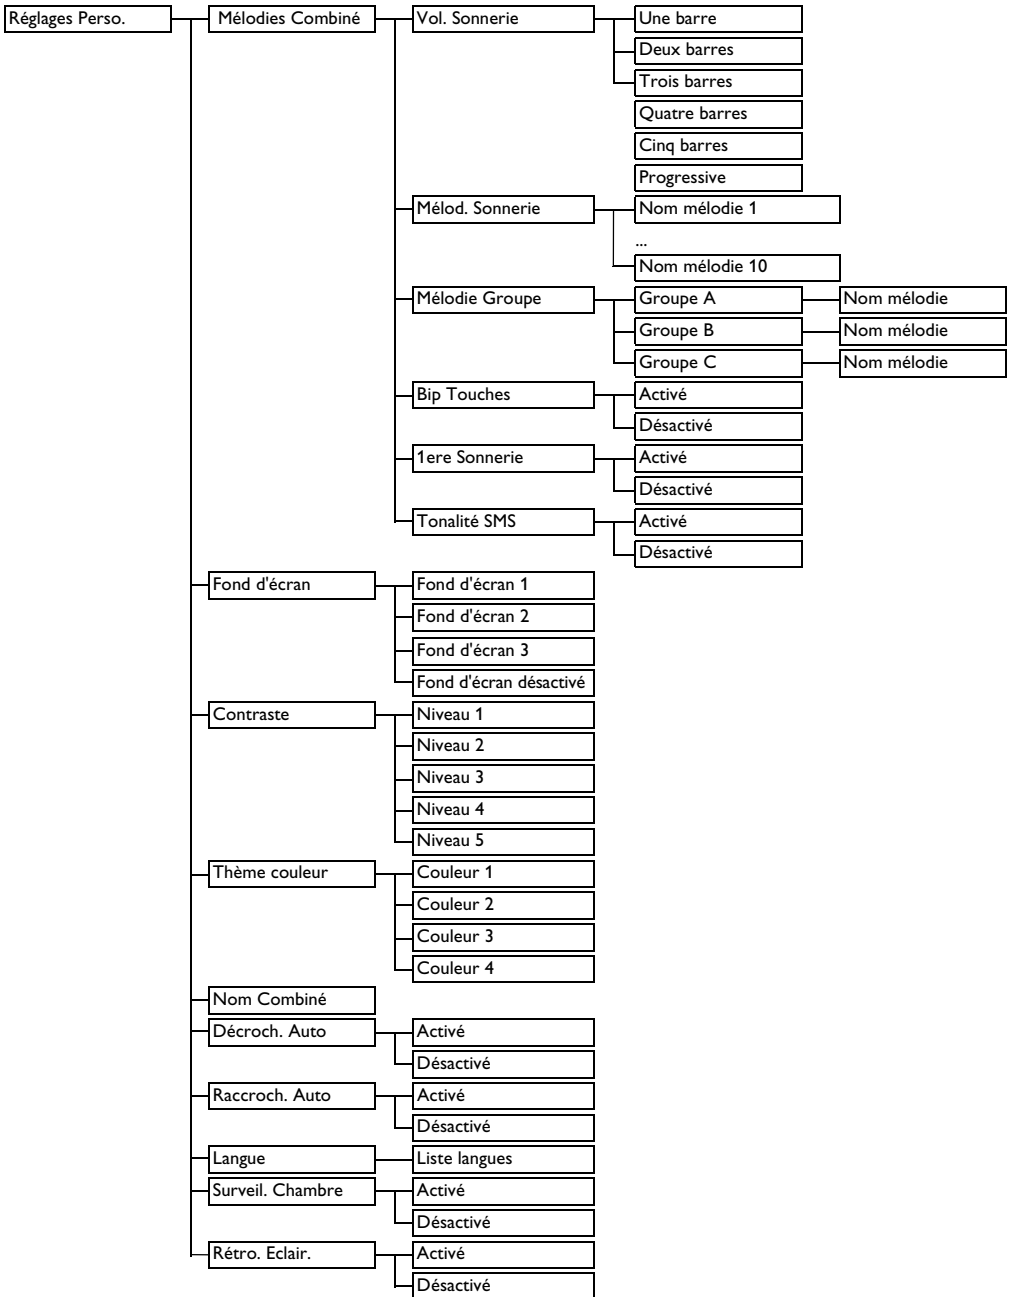 Réglages Perso.
Mélodies Combiné
Vol. Sonnerie
Une barre
Deux barres
Trois barres
Quatre barres
Cinq barres
Progressive
Mélod. Sonnerie
Nom mélodie 1
...
Nom mélodie 10
Mélodie Groupe
Groupe A
Nom mélodie
Groupe B
Nom mélodie
Groupe C
Nom mélodie
Bip Touches
Activé
Désactivé
1ere Sonnerie
Activé
Désactivé
Tonalité SMS
Activé
Désactivé
Fond d'écran
Fond d'écran 1
Fond d'écran 2
Fond d'écran 3
Fond d'écran désactivé
Contraste
Niveau 1
Niveau 2
Niveau 3
Niveau 4
Niveau 5
Thème couleur
Couleur 1
Couleur 2
Couleur 3
Couleur 4
Nom Combiné
Décroch. Auto
Activé
Désactivé
Raccroch. Auto
Activé
Désactivé
Langue
Liste langues
Surveil. Chambre
Activé
Désactivé
Rétro. Eclair.
Activé
Désactivé